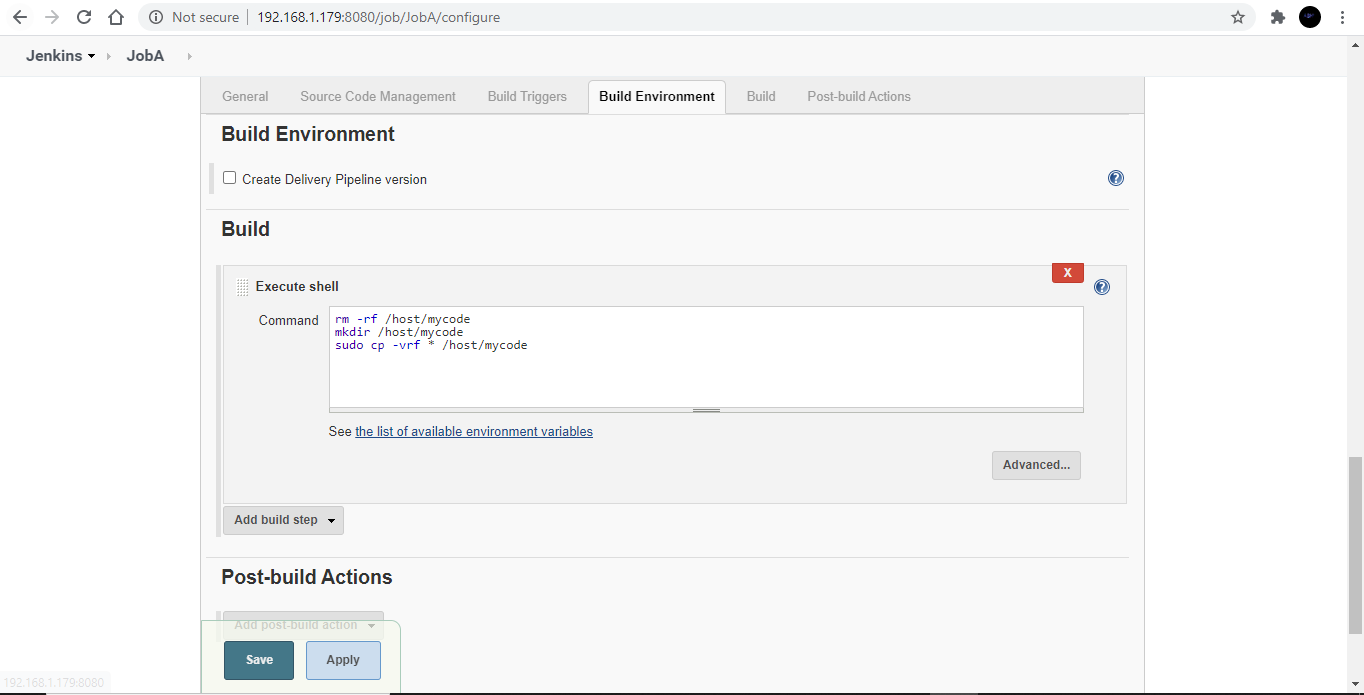 Not secure | 192.168.1.179:8080/job/JobA/configure
Jenkins JobA
General Source Code Management Build Triggers Build Environment Build Post-build Actions
Build Environment
Create Delivery Pipeline version
?
Build
X
Execute shell
?
Command
rm -rf /host/mycode
mkdir /host/mycode
sudo cp -vrf * /host/mycode
See the list of available environment variables
Advanced...
Add build step
Post-build Actions
Add post-build action
Save Apply
192.168.1.179:8080